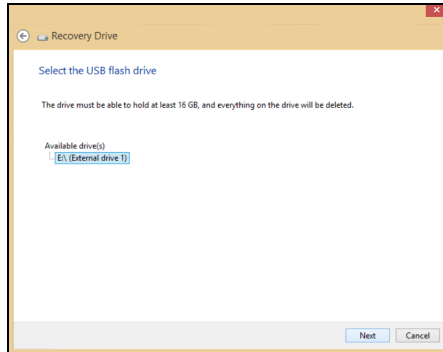 Recovery Drive
Select the USB flash drive
The drive must be able to hold at least 16 GB, and everything on the drive will be deleted.
Available drive(s)
E:\ (External drive 1)
Next Cancel